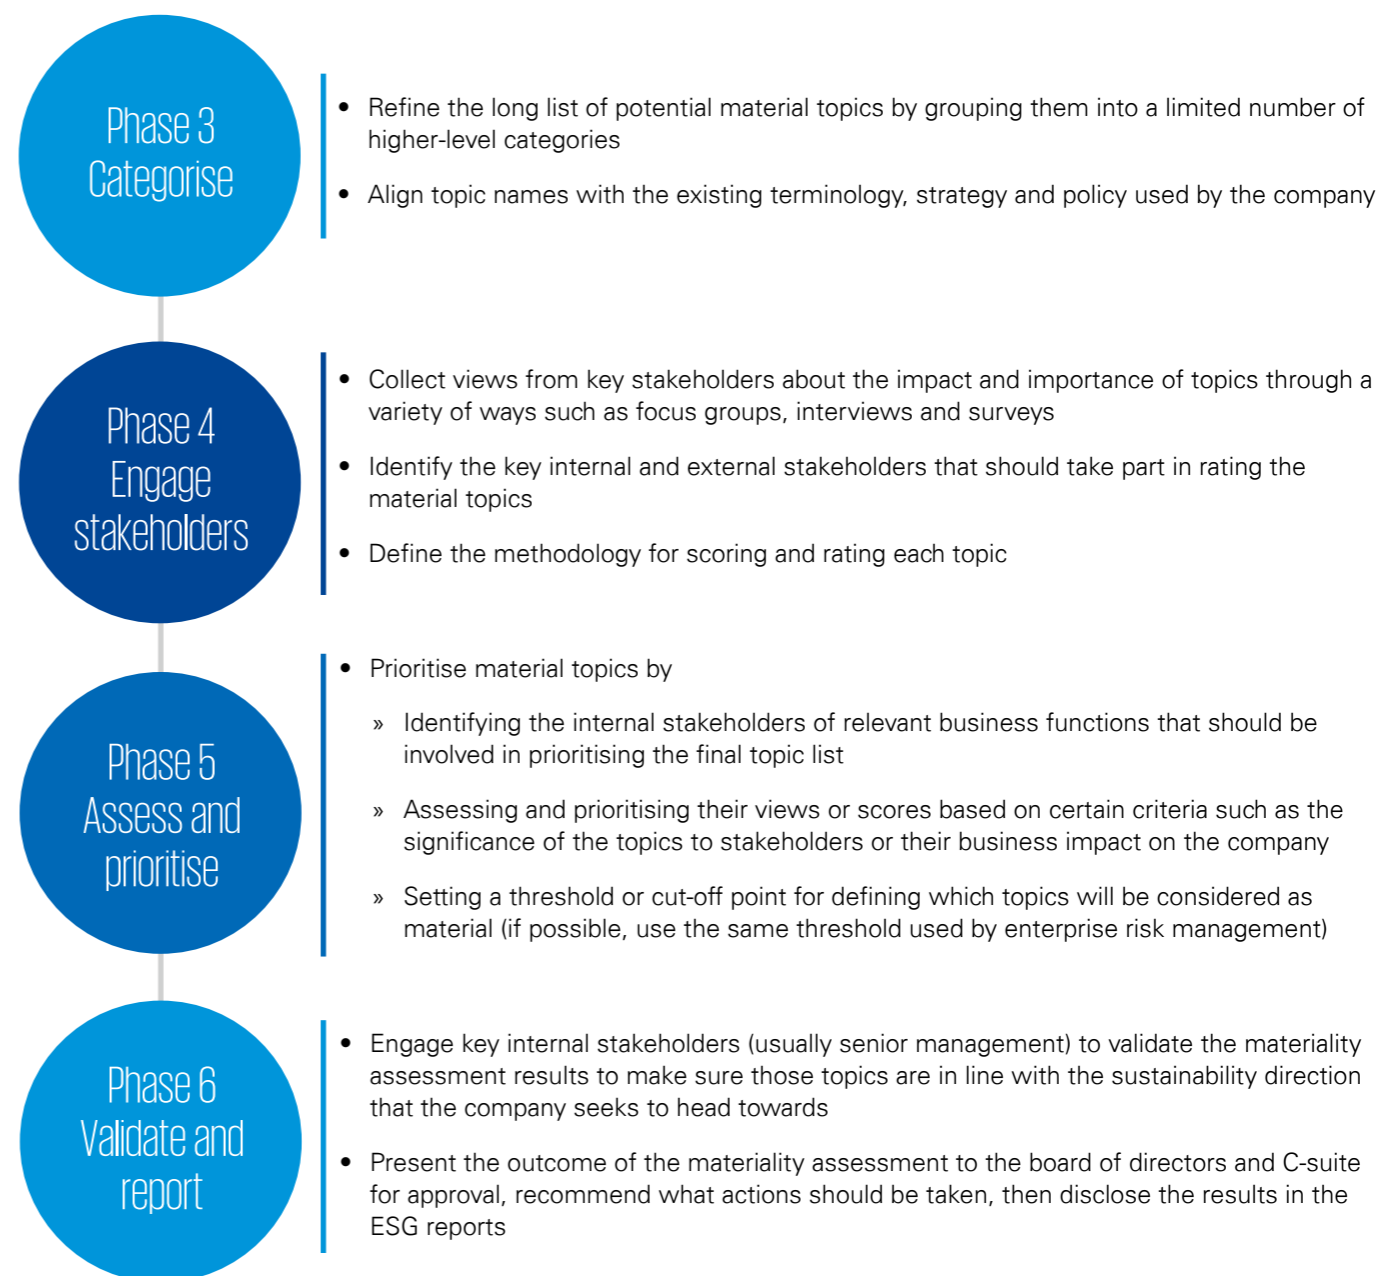 Phase 3
Categorise
• Refine the long list of potential material topics by grouping them into a limited number of
higher-level categories
• Align topic names with the existing terminology, strategy and policy used by the company
Phase 4
Engage
stakeholders
• Collect views from key stakeholders about the impact and importance of topics through a
variety of ways such as focus groups, interviews and surveys
• Identify the key internal and external stakeholders that should take part in rating the
material topics
• Define the methodology for scoring and rating each topic
Phase 5
Assess and
prioritise
• Prioritise material topics by
» Identifying the internal stakeholders of relevant business functions that should be
involved in prioritising the final topic list
» Assessing and prioritising their views or scores based on certain criteria such as the
significance of the topics to stakeholders or their business impact on the company
» Setting a threshold or cut-off point for defining which topics will be considered as
material (if possible, use the same threshold used by enterprise risk management)
Phase 6
Validate and
report
• Engage key internal stakeholders (usually senior management) to validate the materiality
assessment results to make sure those topics are in line with the sustainability direction
that the company seeks to head towards
• Present the outcome of the materiality assessment to the board of directors and C-suite
for approval, recommend what actions should be taken, then disclose the results in the
ESG reports